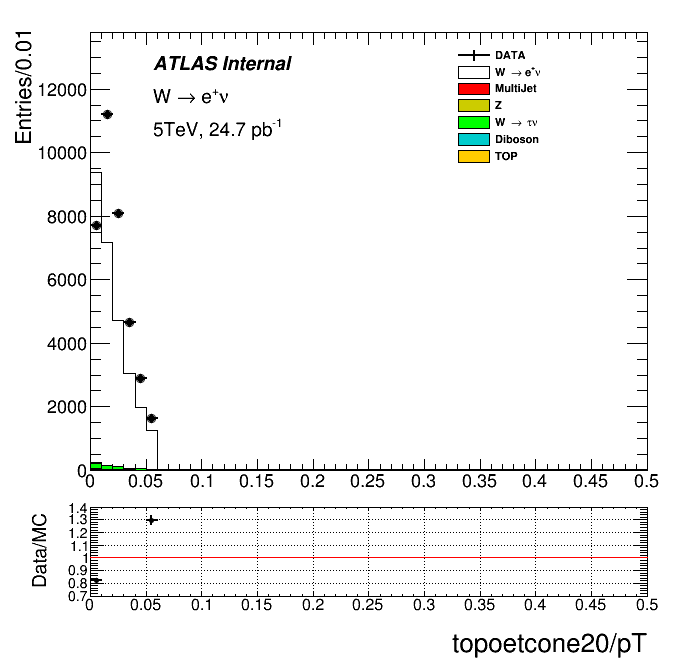 Entries/0.01
12000
10000
8000
6000
4000
2000
0
ATLAS Internal
W → e⁺ν
5TeV, 24.7 pb⁻¹
DATA
W → e⁺ν
MultiJet
Z
W → τν
Diboson
TOP
0 0.05 0.1 0.15 0.2 0.25 0.3 0.35 0.4 0.45 0.5
Data/MC
1.4
1.3
1.2
1.1
1
0.9
0.8
0.7
0 0.05 0.1 0.15 0.2 0.25 0.3 0.35 0.4 0.45 0.5
topoetcone20/pT